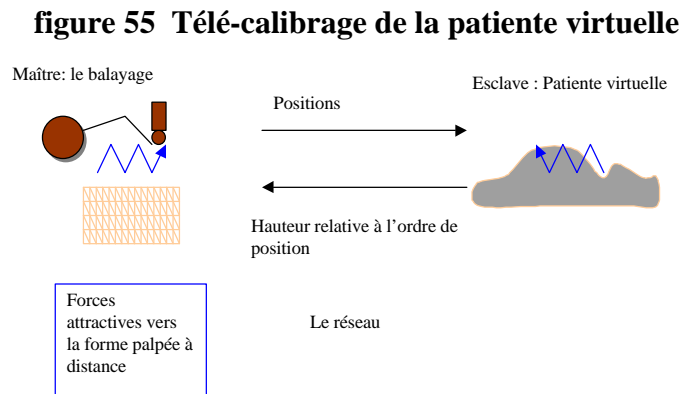 figure 55 Télé-calibrage de la patiente virtuelle
Maître: le balayage
Esclave : Patiente virtuelle
Positions
Hauteur relative à l'ordre de
position
Forces
attractives vers
la forme palpée à
distance
Le réseau